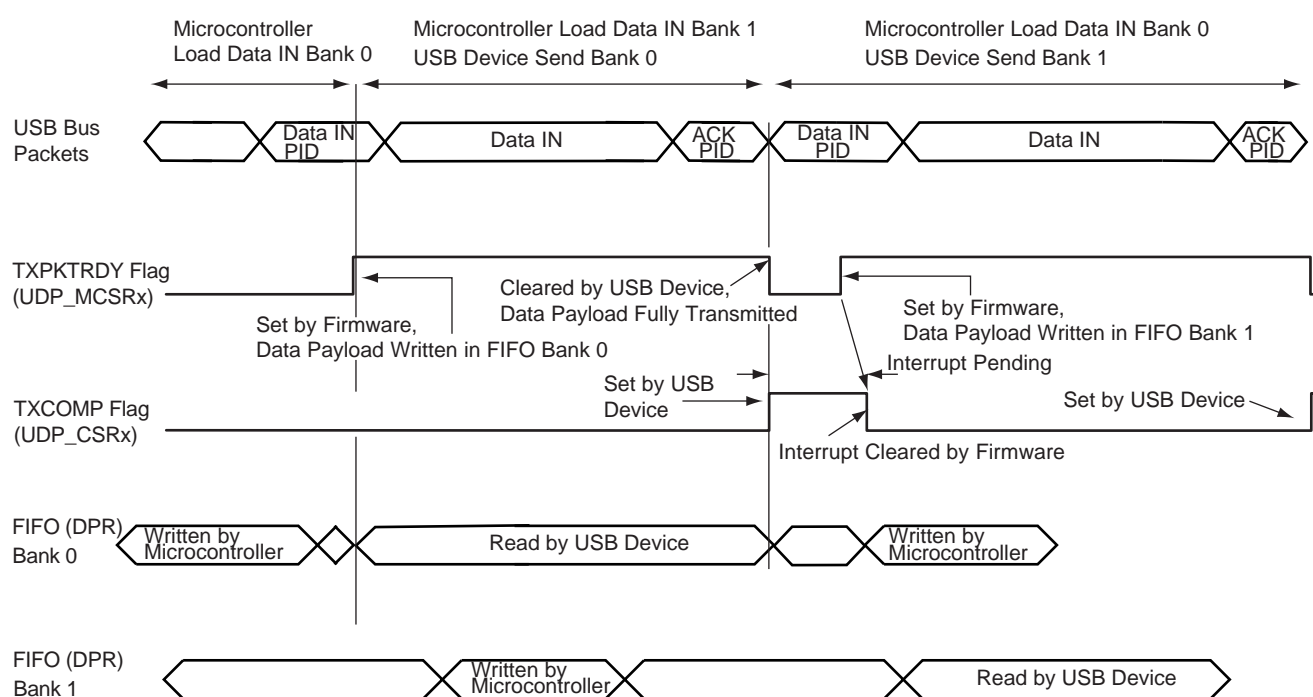 Microcontroller
Load Data IN Bank 0
Microcontroller Load Data IN Bank 1
USB Device Send Bank 0
Microcontroller Load Data IN Bank 0
USB Device Send Bank 1
USB Bus
Packets
Data IN
PID
Data IN
ACK
PID
Data IN
PID
Data IN
ACK
PID
TXPKTRDY Flag
(UDP_MCSRx)
Set by Firmware,
Data Payload Written in FIFO Bank 0
Cleared by USB Device,
Data Payload Fully Transmitted
Set by Firmware,
Data Payload Written in FIFO Bank 1
Interrupt Pending
TXCOMP Flag
(UDP_CSRx)
Set by USB
Device
Set by USB Device
Interrupt Cleared by Firmware
FIFO (DPR)
Bank 0
Written by
Microcontroller
Read by USB Device
Written by
Microcontroller
FIFO (DPR)
Bank 1
Written by
Microcontroller
Read by USB Device